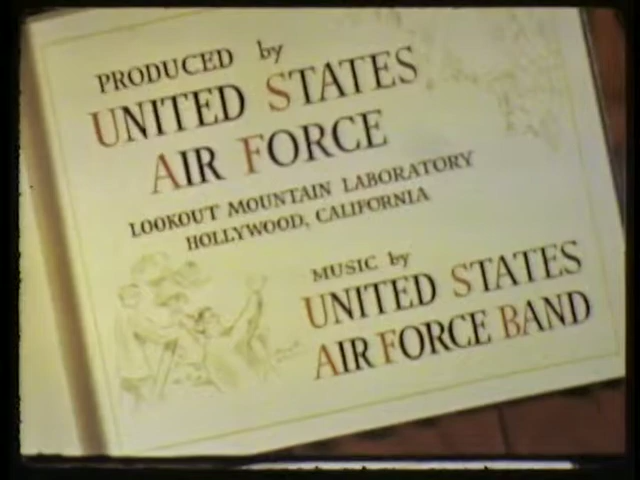 PRODUCED by
UNITED STATES
AIR FORCE
LOOKOUT MOUNTAIN LABORATORY
HOLLYWOOD, CALIFORNIA
MUSIC by
UNITED STATES
AIR FORCE BAND